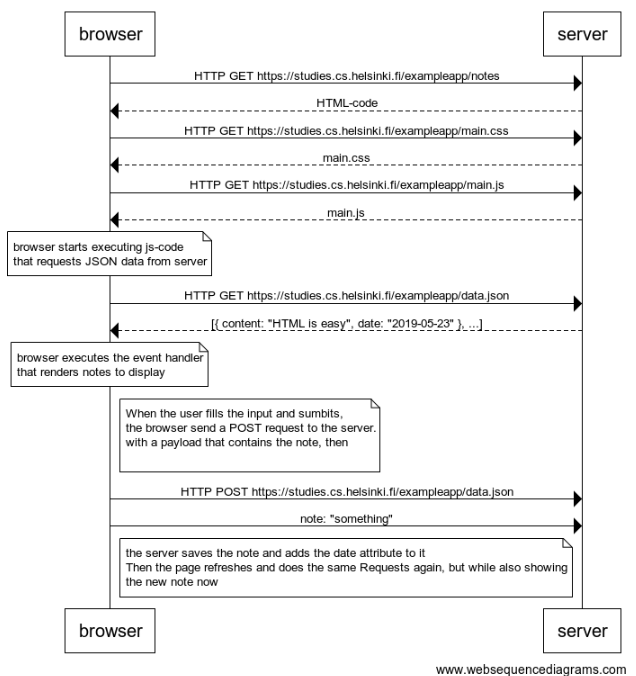 browser server
HTTP GET https://studies.cs.helsinki.fi/exampleapp/notes
HTML-code
HTTP GET https://studies.cs.helsinki.fi/exampleapp/main.css
main.css
HTTP GET https://studies.cs.helsinki.fi/exampleapp/main.js
main.js
browser starts executing js-code
that requests JSON data from server
HTTP GET https://studies.cs.helsinki.fi/exampleapp/data.json
[{ content: "HTML is easy", date: "2019-05-23" }, ...]
browser executes the event handler
that renders notes to display
When the user fills the input and sumbits,
the browser send a POST request to the server.
with a payload that contains the note, then
HTTP POST https://studies.cs.helsinki.fi/exampleapp/data.json
note: "something"
the server saves the note and adds the date attribute to it
Then the page refreshes and does the same Requests again, but while also showing
the new note now
browser server
www.websequencediagrams.com